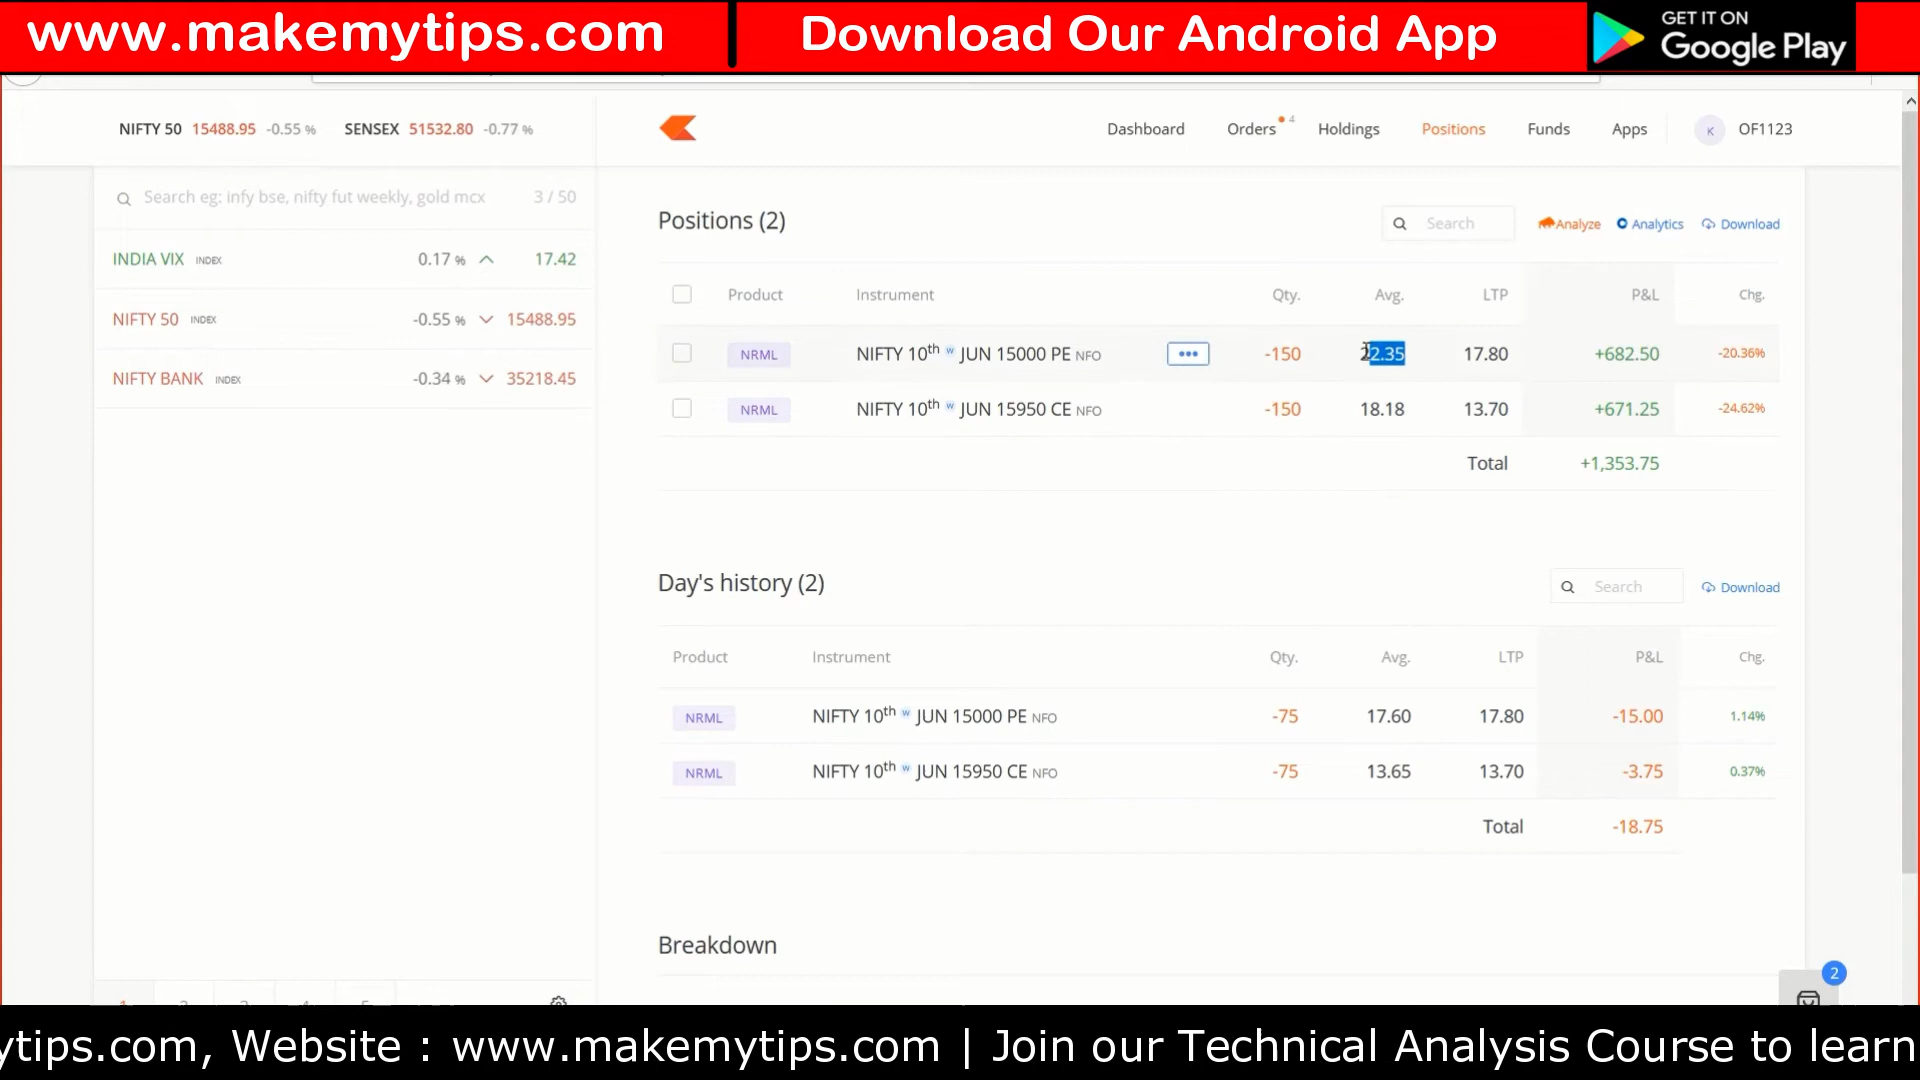 www.makemytips.com
Download Our Android App
GET IT ON
Google Play
NIFTY 50 15488.95 -0.55 % SENSEX 51532.80 -0.77 %
Dashboard Orders 4 Holdings Positions Funds Apps K OF1123
Search eg: infy bse, nifty fut weekly, gold mcx 3 / 50
INDIA VIX INDEX 0.17 % 17.42
NIFTY 50 INDEX -0.55 % 15488.95
NIFTY BANK INDEX -0.34 % 35218.45
Positions (2)
Search Analyze Analytics Download
Product Instrument Qty. Avg. LTP P&L Chg.
NRML NIFTY 10th w JUN 15000 PE NFO ••• -150 22.35 17.80 +682.50 -20.36%
NRML NIFTY 10th w JUN 15950 CE NFO -150 18.18 13.70 +671.25 -24.62%
Total +1,353.75
Day's history (2)
Search Download
Product Instrument Qty. Avg. LTP P&L Chg.
NRML NIFTY 10th w JUN 15000 PE NFO -75 17.60 17.80 -15.00 1.14%
NRML NIFTY 10th w JUN 15950 CE NFO -75 13.65 13.70 -3.75 0.37%
Total -18.75
Breakdown
2
ytips.com, Website : www.makemytips.com | Join our Technical Analysis Course to learn